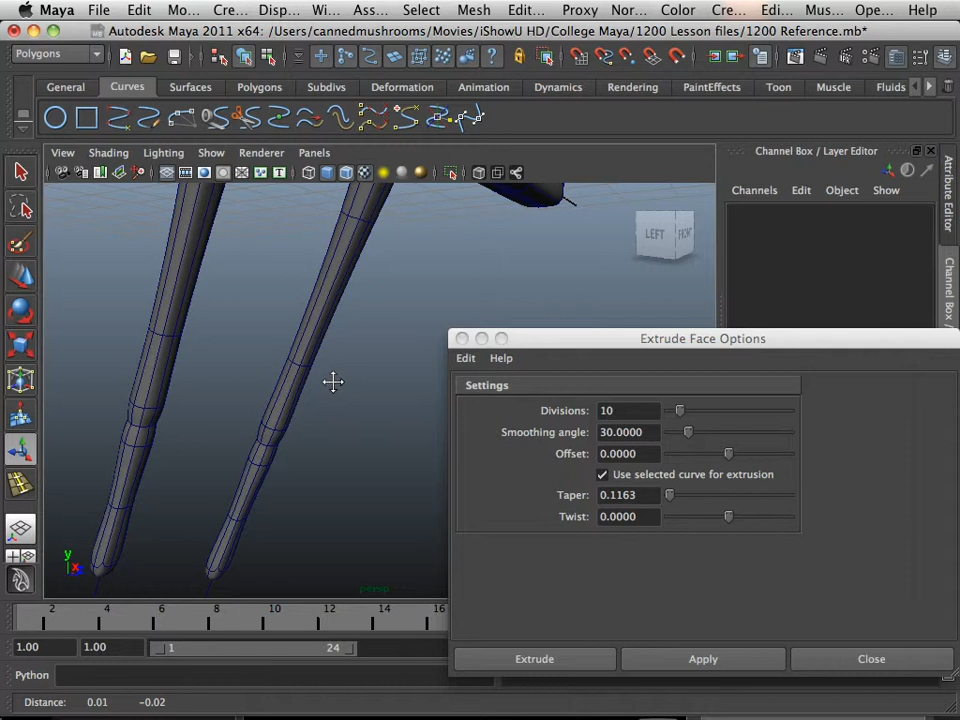 Maya File Edit Mo... Cre... Disp... Wi... Ass... Select Mesh Edit... Proxy Nor... Color Cre... Edi... Mus... Ope... Help
Autodesk Maya 2011 x64: /Users/cannedmushrooms/Movies/iShowU HD/College Maya/1200 Lesson files/1200 Reference.mb*
Polygons
General Curves Surfaces Polygons Subdivs Deformation Animation Dynamics Rendering PaintEffects Toon Muscle Fluids
View Shading Lighting Show Renderer Panels
Channel Box / Layer Editor
Channels Edit Object Show
Attribute Editor
Channel Box /
LEFT FRONT
Extrude Face Options
Edit Help
Settings
Divisions: 10
Smoothing angle: 30.0000
Offset: 0.0000
Use selected curve for extrusion
Taper: 0.1163
Twist: 0.0000
Extrude Apply Close
y
x
persp
2 4 6 8 10 12 14 16
1.00 1.00 1 24
Python
Distance: 0.01 -0.02